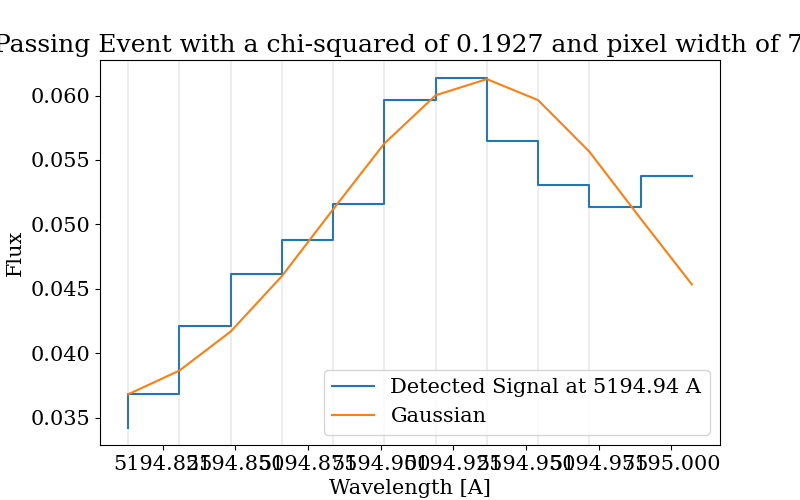 Passing Event with a chi-squared of 0.1927 and pixel width of 7
0.060
0.055
0.050
0.045
0.040
0.035
Flux
Detected Signal at 5194.94 A
Gaussian
5194.825 5194.850 5194.875 5194.900 5194.925 5194.950 5194.975 5195.000
Wavelength [A]